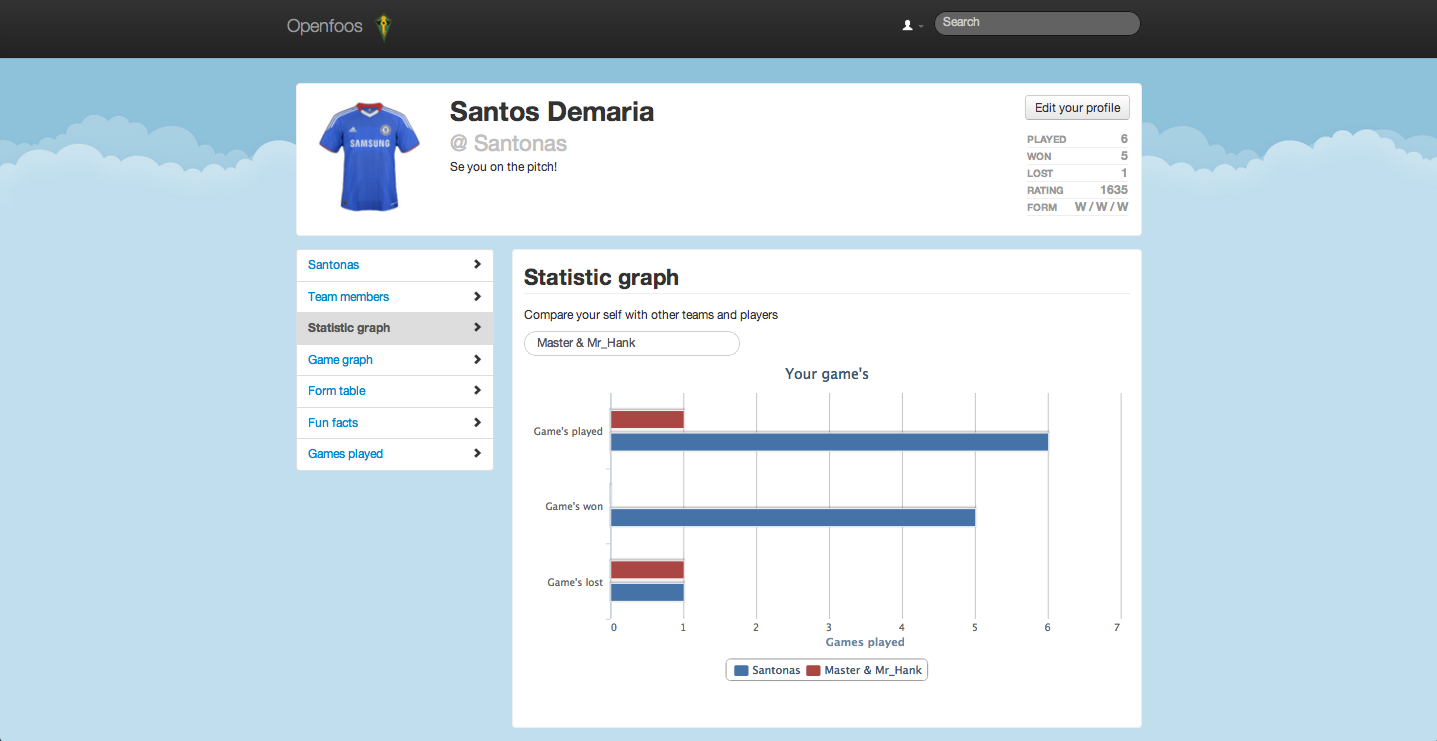 Openfoos
Search
SAMSUNG
Santos Demaria
@ Santonas
Se you on the pitch!
Edit your profile
PLAYED 6
WON 5
LOST 1
RATING 1635
FORM W / W / W
Santonas
Team members
Statistic graph
Game graph
Form table
Fun facts
Games played
Statistic graph
Compare your self with other teams and players
Master & Mr_Hank
Your game's
Game's played
Game's won
Game's lost
0 1 2 3 4 5 6 7
Games played
Santonas Master & Mr_Hank